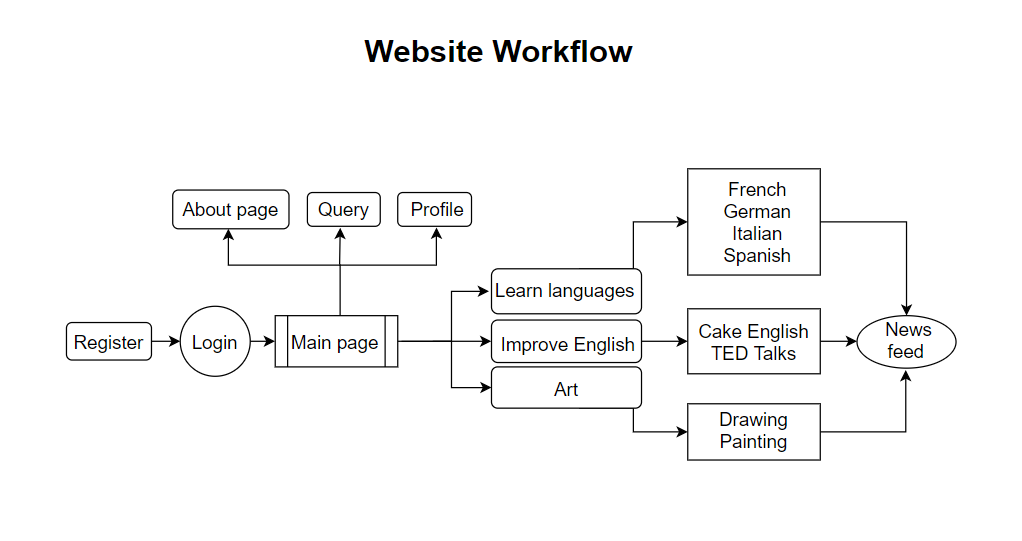 Website Workflow
About page
Query
Profile
Register
Login
Main page
Learn languages
Improve English
Art
French
German
Italian
Spanish
Cake English
TED Talks
Drawing
Painting
News
feed